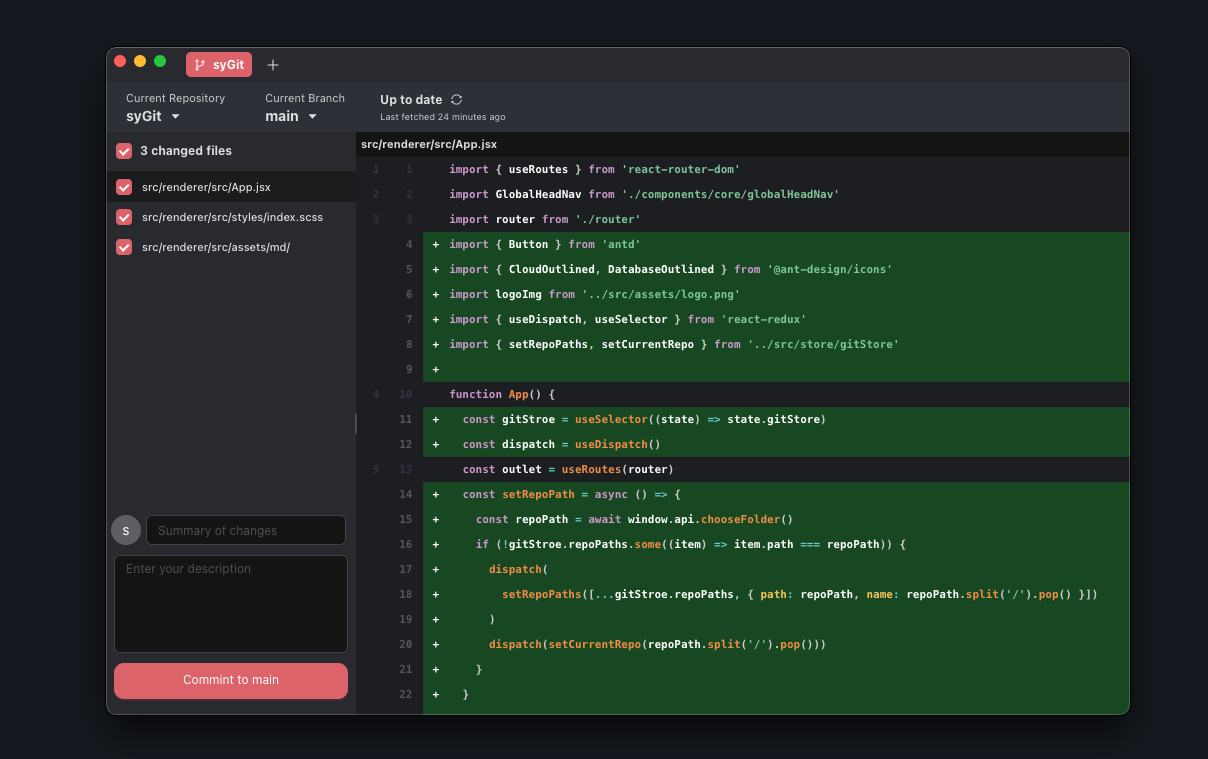 syGit +
Current Repository
syGit
Current Branch
main
Up to date
Last fetched 24 minutes ago
3 changed files
src/renderer/src/App.jsx
src/renderer/src/styles/index.scss
src/renderer/src/assets/md/
S
Summary of changes
Enter your description
Commint to main
src/renderer/src/App.jsx
1 1 import { useRoutes } from 'react-router-dom'
2 2 import GlobalHeadNav from './components/core/globalHeadNav'
3 3 import router from './router'
4 + import { Button } from 'antd'
5 + import { CloudOutlined, DatabaseOutlined } from '@ant-design/icons'
6 + import logoImg from '../src/assets/logo.png'
7 + import { useDispatch, useSelector } from 'react-redux'
8 + import { setRepoPaths, setCurrentRepo } from '../src/store/gitStore'
9 +
4 10 function App() {
11 + const gitStroe = useSelector((state) => state.gitStore)
12 + const dispatch = useDispatch()
5 13 const outlet = useRoutes(router)
14 + const setRepoPath = async () => {
15 + const repoPath = await window.api.chooseFolder()
16 + if (!gitStroe.repoPaths.some((item) => item.path === repoPath)) {
17 + dispatch(
18 + setRepoPaths([...gitStroe.repoPaths, { path: repoPath, name: repoPath.split('/').pop() }])
19 + )
20 + dispatch(setCurrentRepo(repoPath.split('/').pop()))
21 + }
22 + }